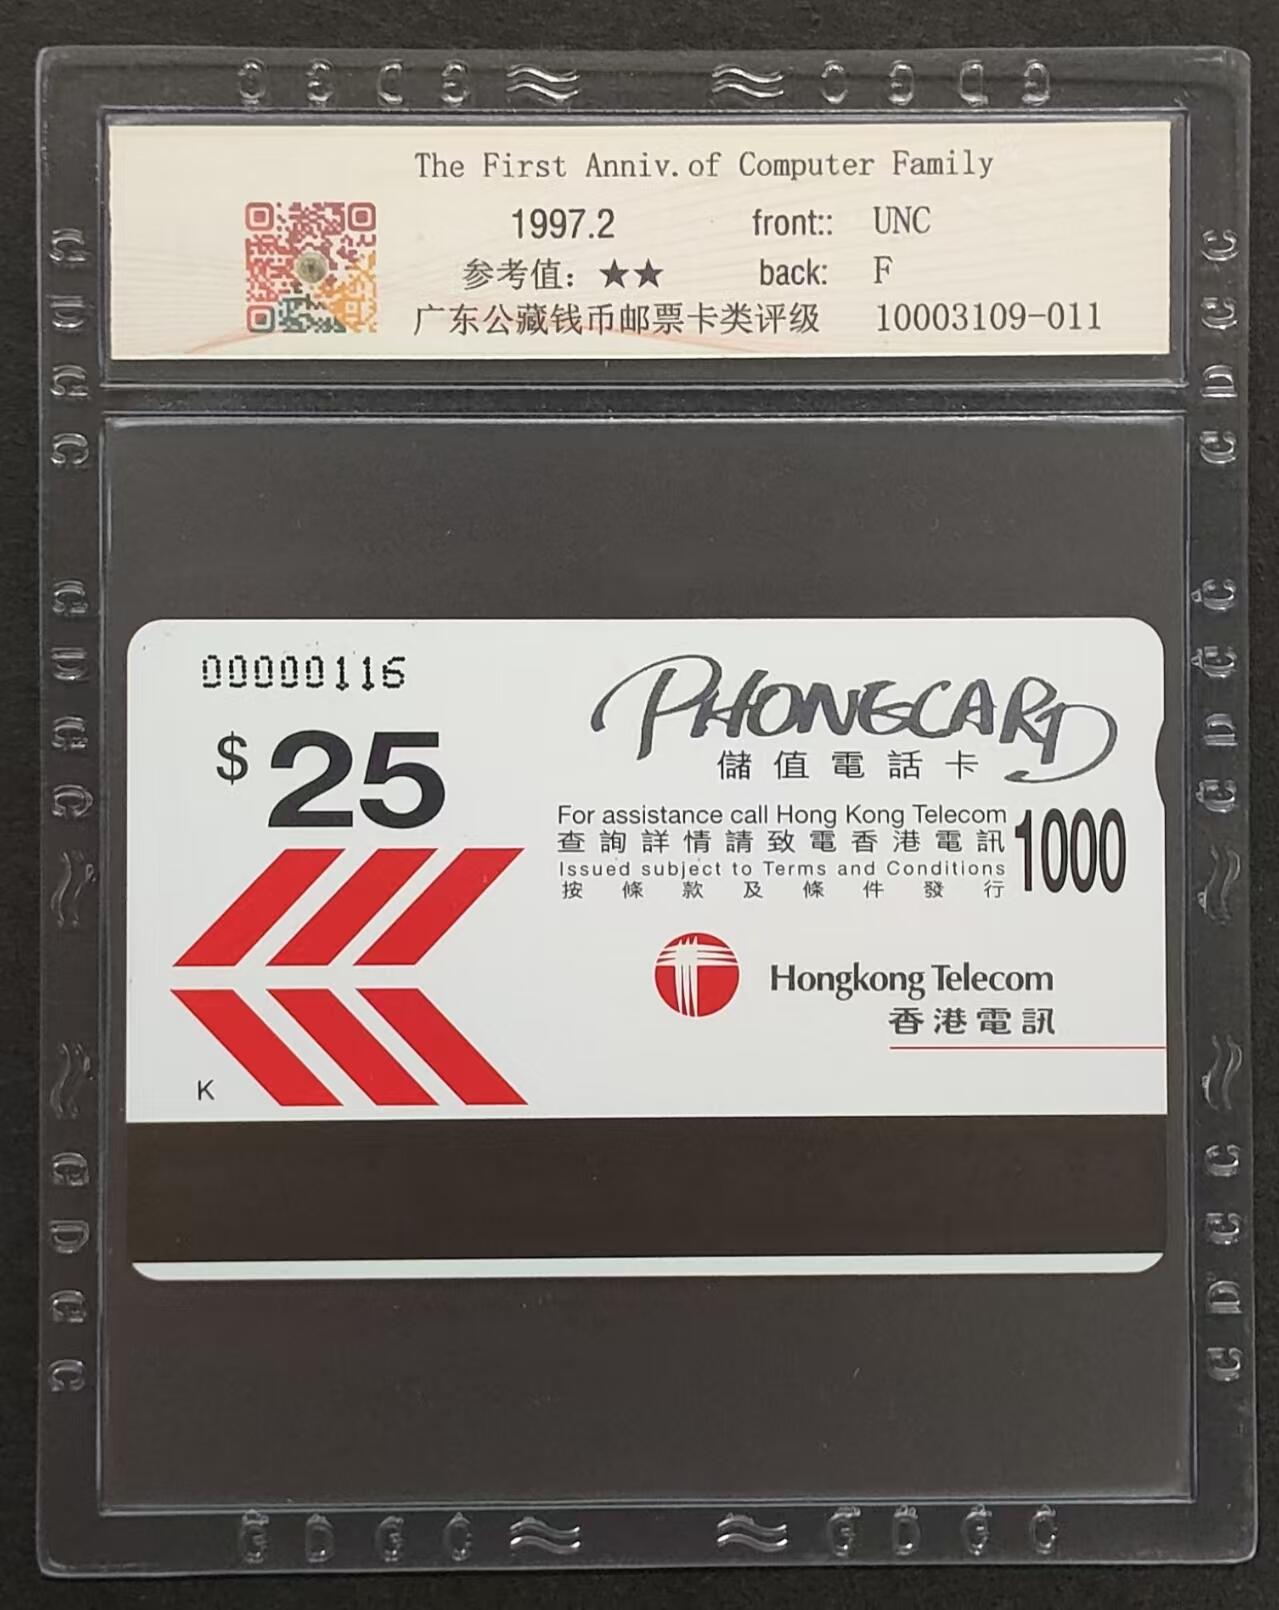 The First Anniv. of Computer Family
1997.2 front:: UNC
参考值：★★ back: F
广东公藏钱币邮票卡类评级 10003109-011
00000116
$25
PHONECARD
儲值電話卡
For assistance call Hong Kong Telecom
查詢詳情請致電香港電訊
1000
Issued subject to Terms and Conditions
按條款及條件發行
Hongkong Telecom
香港電訊
K